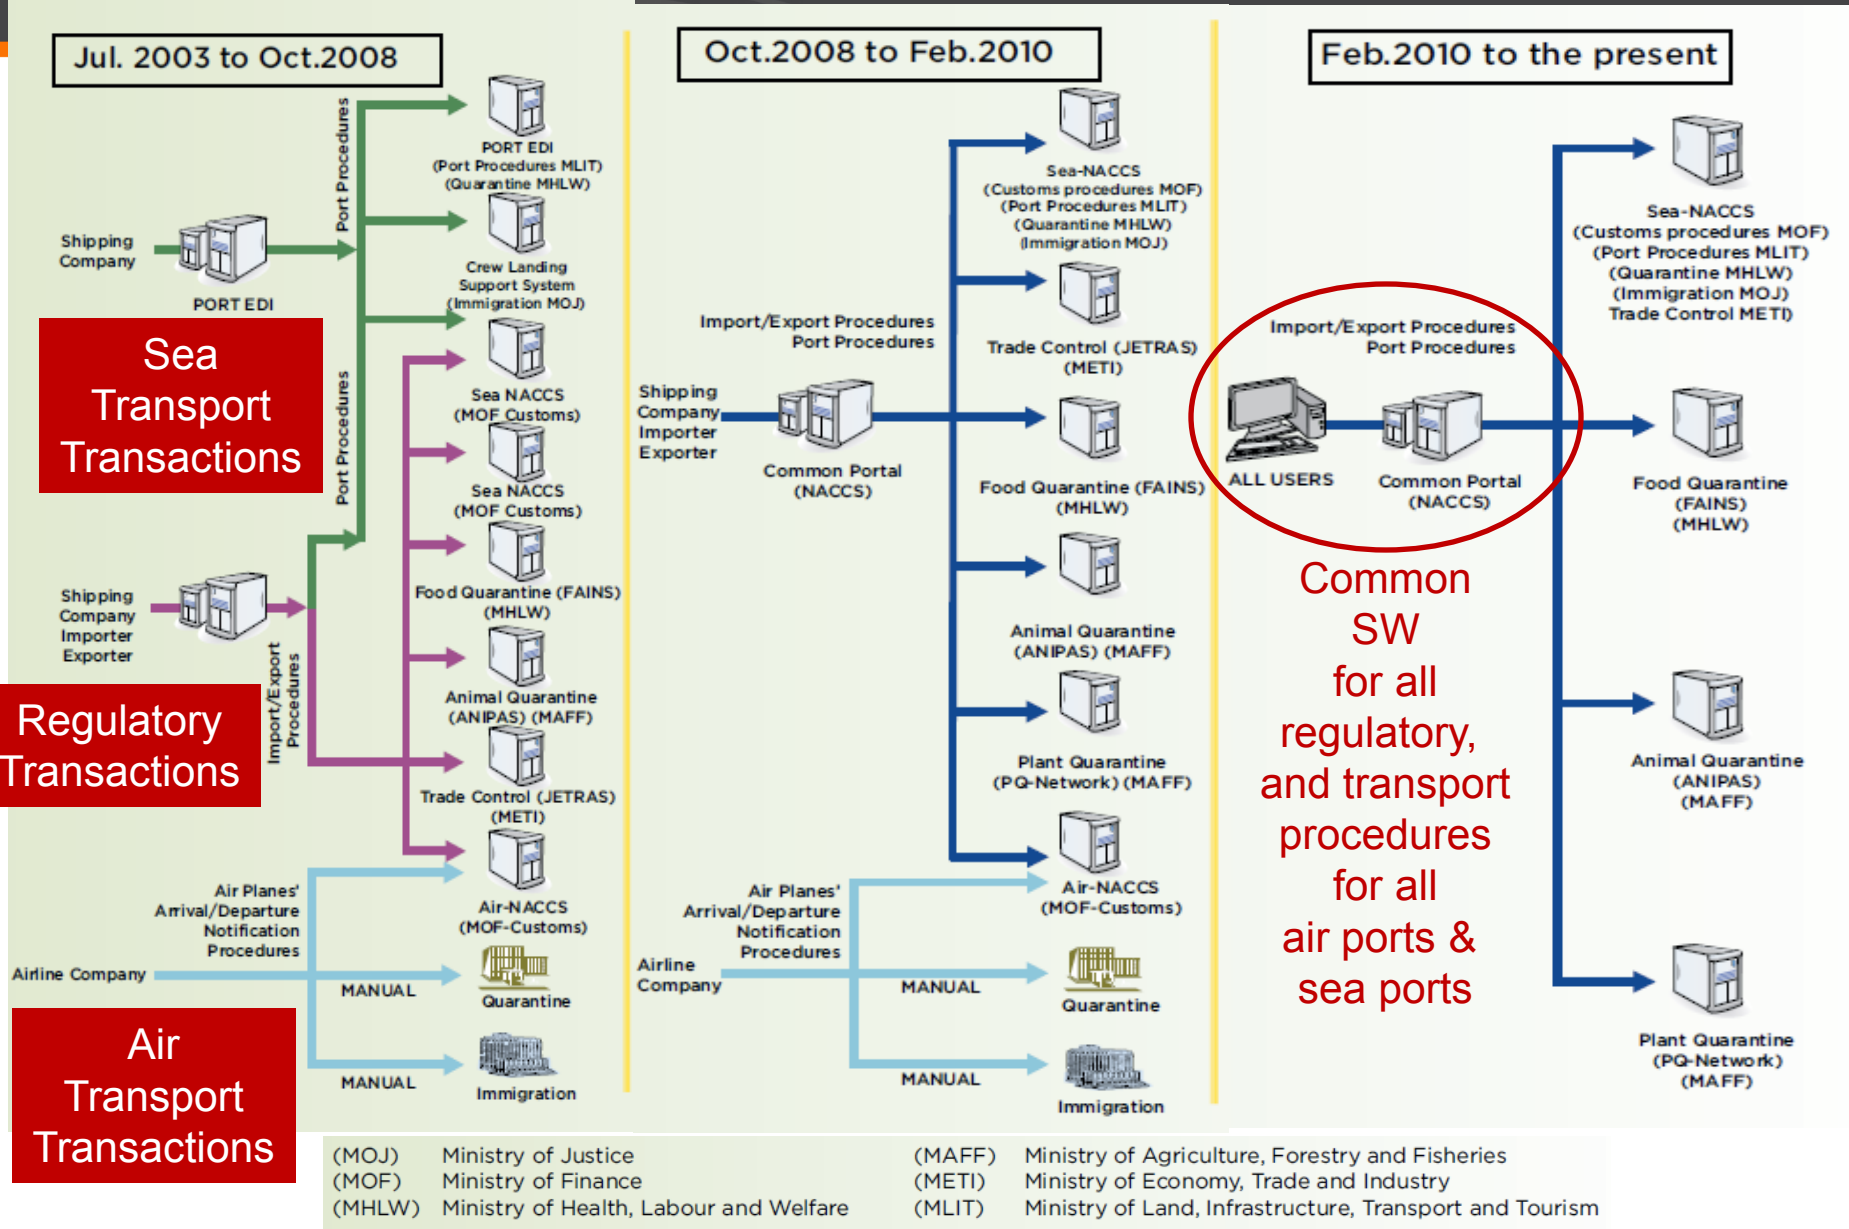 Jul. 2003 to Oct.2008
Port Procedures
PORT EDI
(Port Procedures MLIT)
(Quarantine MHLW)
Shipping
Company
PORT EDI
Crew Landing
Support System
(Immigration MOJ)
Sea
Transport
Transactions
Port Procedures
Sea NACCS
(MOF Customs)
Sea NACCS
(MOF Customs)
Food Quarantine (FAINS)
(MHLW)
Shipping
Company
Importer
Exporter
Import/Export
Procedures
Animal Quarantine
(ANIPAS) (MAFF)
Regulatory
Transactions
Trade Control (JETRAS)
(METI)
Air Planes'
Arrival/Departure
Notification
Procedures
Air-NACCS
(MOF-Customs)
Airline Company
MANUAL
Quarantine
MANUAL
Immigration
Air
Transport
Transactions
Oct.2008 to Feb.2010
Sea-NACCS
(Customs procedures MOF)
(Port Procedures MLIT)
(Quarantine MHLW)
(Immigration MOJ)
Import/Export Procedures
Port Procedures
Trade Control (JETRAS)
(METI)
Shipping
Company
Importer
Exporter
Common Portal
(NACCS)
Food Quarantine (FAINS)
(MHLW)
Animal Quarantine
(ANIPAS) (MAFF)
Plant Quarantine
(PQ-Network) (MAFF)
Air Planes'
Arrival/Departure
Notification
Procedures
Air-NACCS
(MOF-Customs)
Airline
Company
MANUAL
Quarantine
MANUAL
Immigration
Feb.2010 to the present
Sea-NACCS
(Customs procedures MOF)
(Port Procedures MLIT)
(Quarantine MHLW)
(Immigration MOJ)
Trade Control METI)
Import/Export Procedures
Port Procedures
ALL USERS
Common Portal
(NACCS)
Food Quarantine
(FAINS)
(MHLW)
Common
SW
for all
regulatory,
and transport
procedures
for all
air ports &
sea ports
Animal Quarantine
(ANIPAS)
(MAFF)
Plant Quarantine
(PQ-Network)
(MAFF)
(MOJ) Ministry of Justice
(MOF) Ministry of Finance
(MHLW) Ministry of Health, Labour and Welfare
(MAFF) Ministry of Agriculture, Forestry and Fisheries
(METI) Ministry of Economy, Trade and Industry
(MLIT) Ministry of Land, Infrastructure, Transport and Tourism